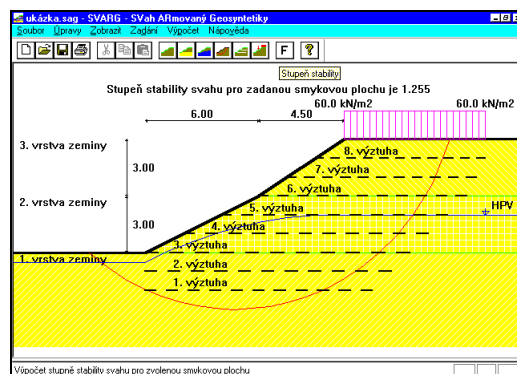 ukázka.sag - SVARG - SVah ARmovaný Geosyntetiky
Soubor Úpravy Zobrazit Zadání Výpočet Nápověda
F ?
Stupeň stability
Stupeň stability svahu pro zadanou smykovou plochu je 1.255
60.0 kN/m2 60.0 kN/m2
6.00 4.50
3. vrstva zeminy
3.00
8. výztuha
7. výztuha
6. výztuha
2. vrstva zeminy
3.00
5. výztuha
HPV
4. výztuha
3. výztuha
1. vrstva zeminy
2. výztuha
1. výztuha
Výpočet stupně stability svahu pro zvolenou smykovou plochu